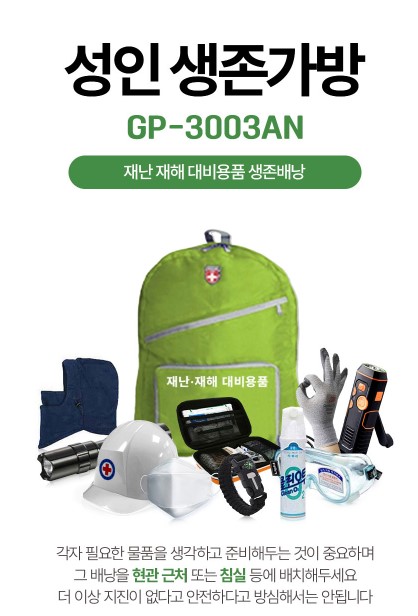 성인 생존가방
GP-3003AN
재난 재해 대비용품 생존배낭
재난·재해 대비용품
각자 필요한 물품을 생각하고 준비해두는 것이 중요하며
그 배낭을 현관 근처 또는 침실 등에 배치해두세요
더 이상 지진이 없다고 안전하다고 방심해서는 안됩니다